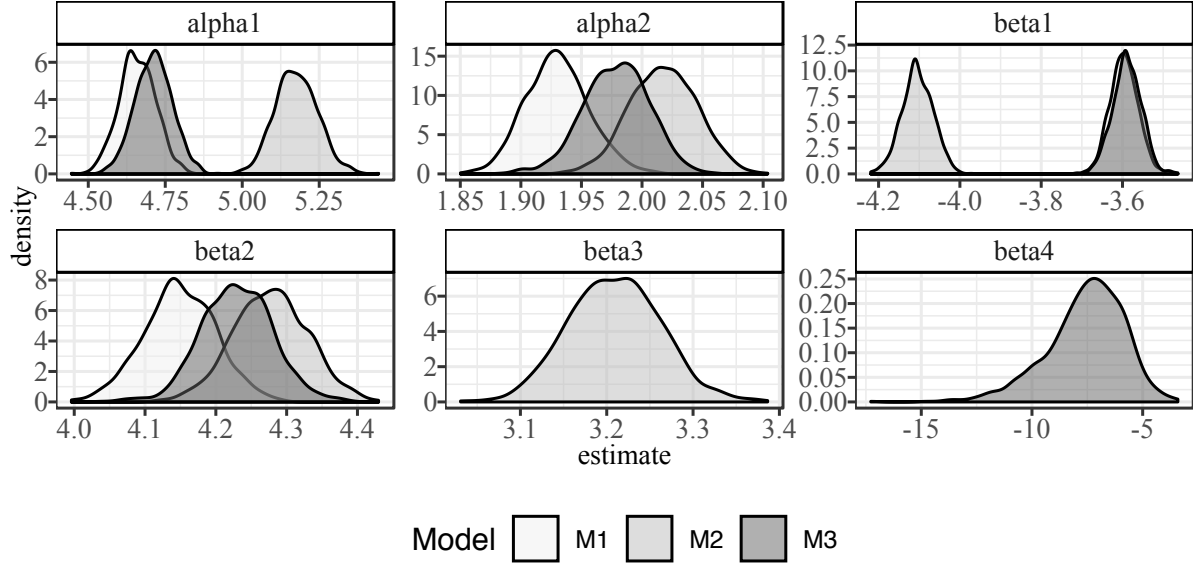 alpha1 alpha2 beta1
6 4 2 0
15 10 5 0
12.5 10.0 7.5 5.0 2.5 0.0
4.50 4.75 5.00 5.25
1.85 1.90 1.95 2.00 2.05 2.10
-4.2 -4.0 -3.8 -3.6
density
beta2 beta3 beta4
8 6 4 2 0
6 4 2 0
0.25 0.20 0.15 0.10 0.05 0.00
4.0 4.1 4.2 4.3 4.4
3.1 3.2 3.3 3.4
-15 -10 -5
estimate
Model M1 M2 M3